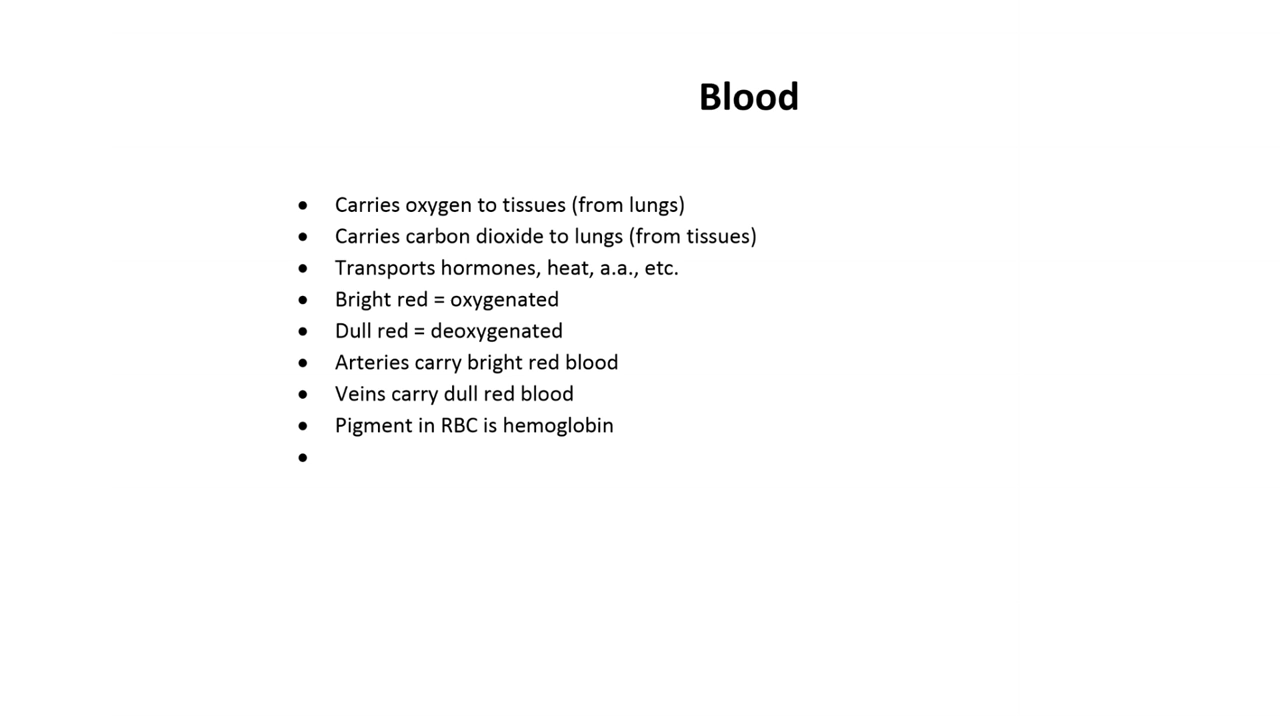 Blood
• Carries oxygen to tissues (from lungs)
• Carries carbon dioxide to lungs (from tissues)
• Transports hormones, heat, a.a., etc.
• Bright red = oxygenated
• Dull red = deoxygenated
• Arteries carry bright red blood
• Veins carry dull red blood
• Pigment in RBC is hemoglobin
•